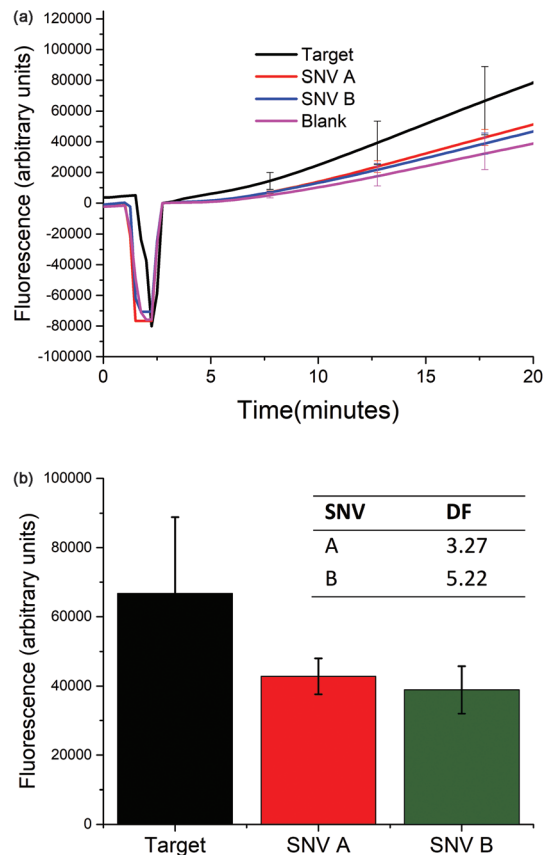 (a)
120000
100000
80000
60000
40000
20000
0
-20000
-40000
-60000
-80000
-100000
Fluorescence (arbitrary units)
Target
SNV A
SNV B
Blank
0 5 10 15 20
Time(minutes)
(b)
100000
80000
60000
40000
20000
0
Fluorescence (arbitrary units)
SNV DF
A 3.27
B 5.22
Target SNV A SNV B